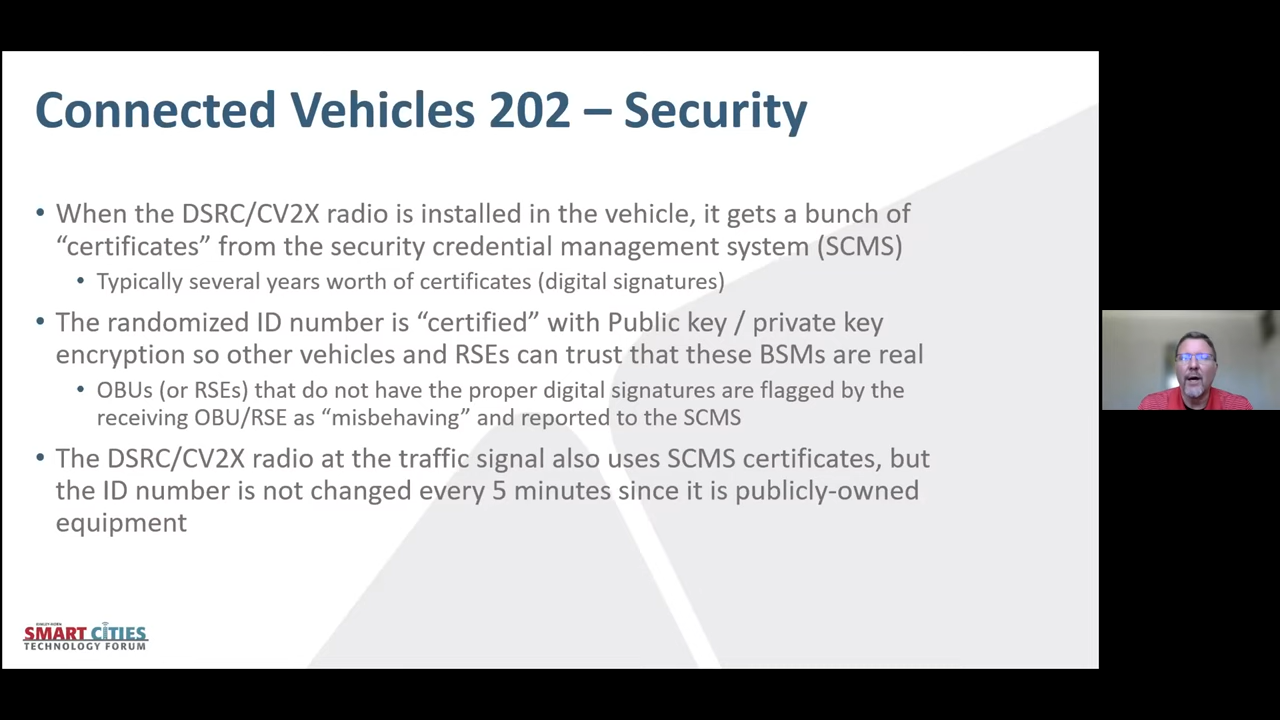 Connected Vehicles 202 – Security
• When the DSRC/CV2X radio is installed in the vehicle, it gets a bunch of
“certificates” from the security credential management system (SCMS)
• Typically several years worth of certificates (digital signatures)
• The randomized ID number is “certified” with Public key / private key
encryption so other vehicles and RSEs can trust that these BSMs are real
• OBUs (or RSEs) that do not have the proper digital signatures are flagged by the
receiving OBU/RSE as “misbehaving” and reported to the SCMS
• The DSRC/CV2X radio at the traffic signal also uses SCMS certificates, but
the ID number is not changed every 5 minutes since it is publicly-owned
equipment
SMART CITIES
TECHNOLOGY FORUM